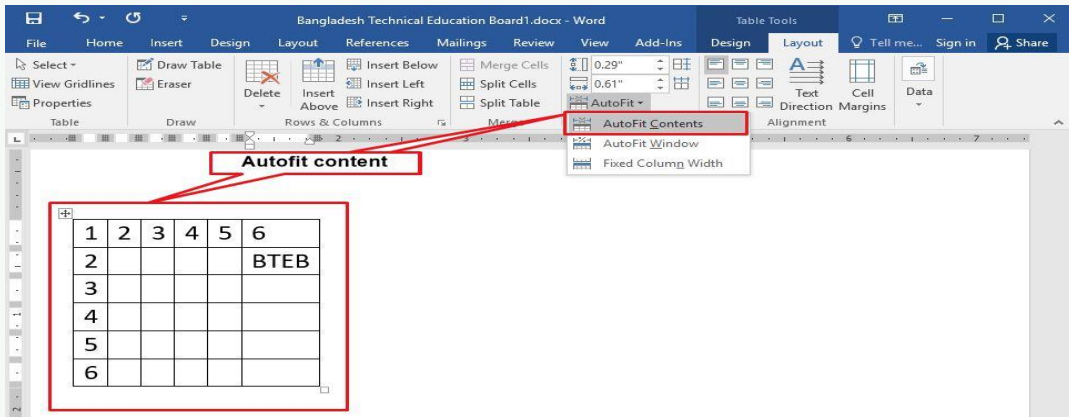 Bangladesh Technical Education Board1.docx - Word
Table Tools
File Home Insert Design Layout References Mailings Review View Add-Ins Design Layout Tell me... Sign in Share
Select
View Gridlines
Properties
Table
Draw Table
Eraser
Draw
Delete
Insert Above
Insert Below
Insert Left
Insert Right
Rows & Columns
Merge Cells
Split Cells
Split Table
0.29"
0.61"
AutoFit
Text Direction
Cell Margins
Alignment
Data
AutoFit Contents
AutoFit Window
Fixed Column Width
Autofit content
1 2 3 4 5 6
2 BTEB
3
4
5
6